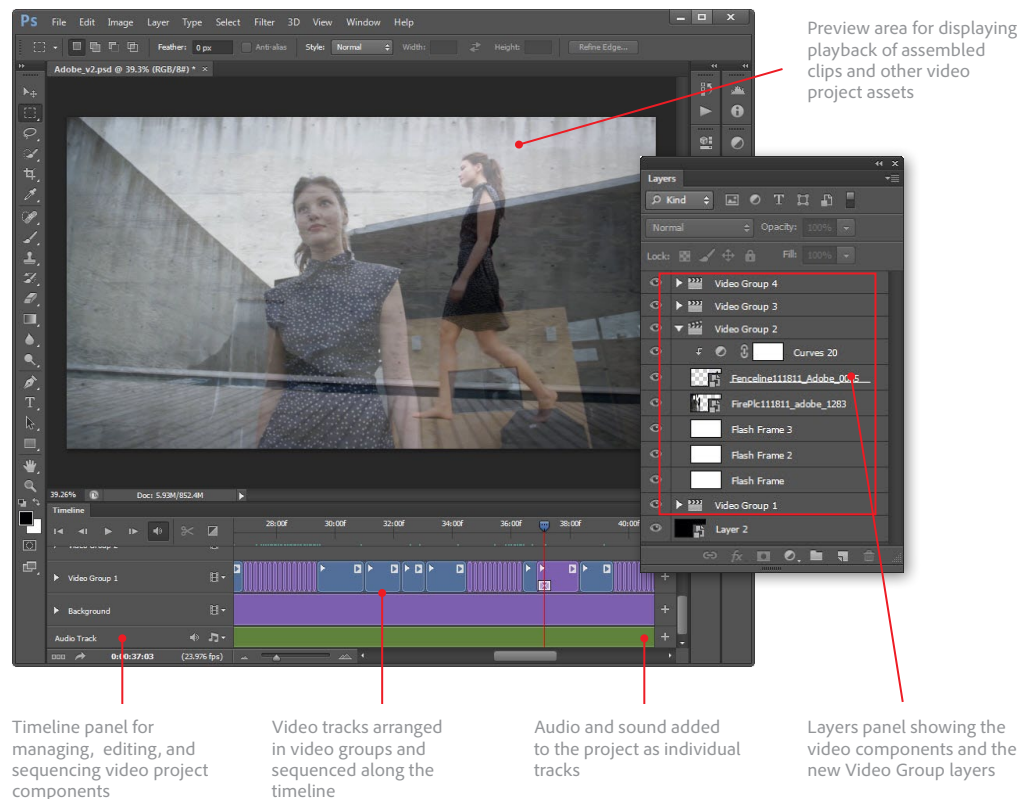 Ps File Edit Image Layer Type Select Filter 3D View Window Help
Feather: 0 px Anti-alias Style: Normal Width: Height: Refine Edge...
Adobe_v2.psd @ 39.3% (RGB/8#) * ×
Preview area for displaying
playback of assembled
clips and other video
project assets
Layers
Kind
Normal Opacity: 100%
Lock: Fill: 100%
Video Group 4
Video Group 3
Video Group 2
Curves 20
Fenceline111811_Adobe_
FirePlc111811_adobe_1283
Flash Frame 3
Flash Frame 2
Flash Frame
Video Group 1
Layer 2
fx
39.26% Doc: 5.93M/852.4M
Timeline
28:00f 30:00f 32:00f 34:00f 36:00f 38:00f 40:00f
Video Group 1
Background
Audio Track
0:00:37:03 (23.976 fps)
Timeline panel for
managing, editing, and
sequencing video project
components
Video tracks arranged
in video groups and
sequenced along the
timeline
Audio and sound added
to the project as individual
tracks
Layers panel showing the
video components and the
new Video Group layers